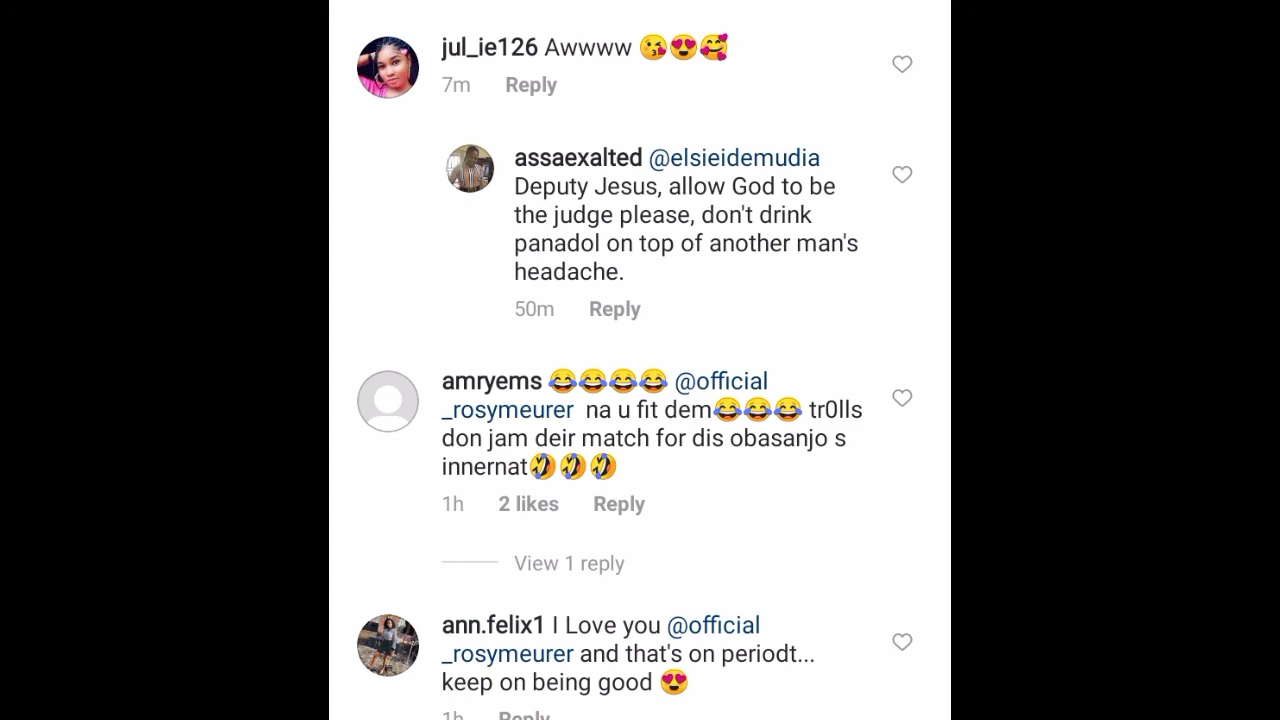 jul_ie126 Awwww 😘😍🥰
7m Reply
assaexalted @elsieidemudia
Deputy Jesus, allow God to be
the judge please, don't drink
panadol on top of another man's
headache.
50m Reply
amryems 😂😂😂😂 @official
_rosymeurer na u fit dem😂😂😂 tr0lls
don jam deir match for dis obasanjo s
innernat🤣🤣🤣
1h 2 likes Reply
View 1 reply
ann.felix1 I Love you @official
_rosymeurer and that's on periodt...
keep on being good 😍
1h Reply